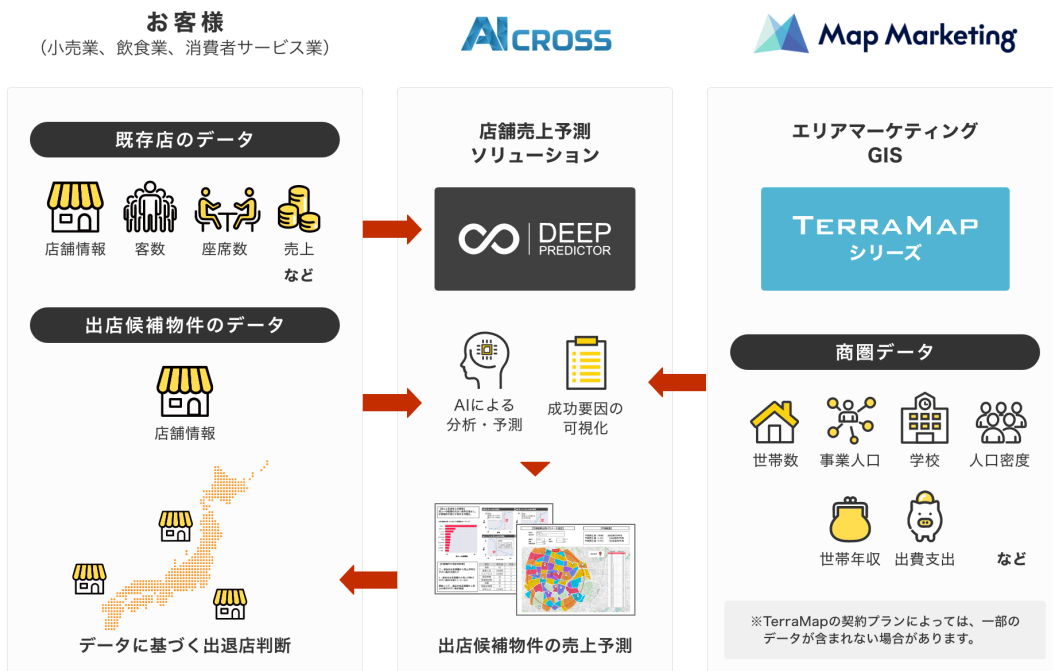 お客様
（小売業、飲食業、消費者サービス業）
既存店のデータ
店舗情報
客数
座席数
売上
など
出店候補物件のデータ
店舗情報
データに基づく出退店判断
AI CROSS
店舗売上予測
ソリューション
DEEP
PREDICTOR
AIによる
分析・予測
成功要因の
可視化
出店候補物件の売上予測
Map Marketing
エリアマーケティング
GIS
TERRAMAP
シリーズ
商圏データ
世帯数
事業人口
学校
人口密度
世帯年収
出費支出
など
※TerraMapの契約プランによっては、一部の
データが含まれない場合があります。